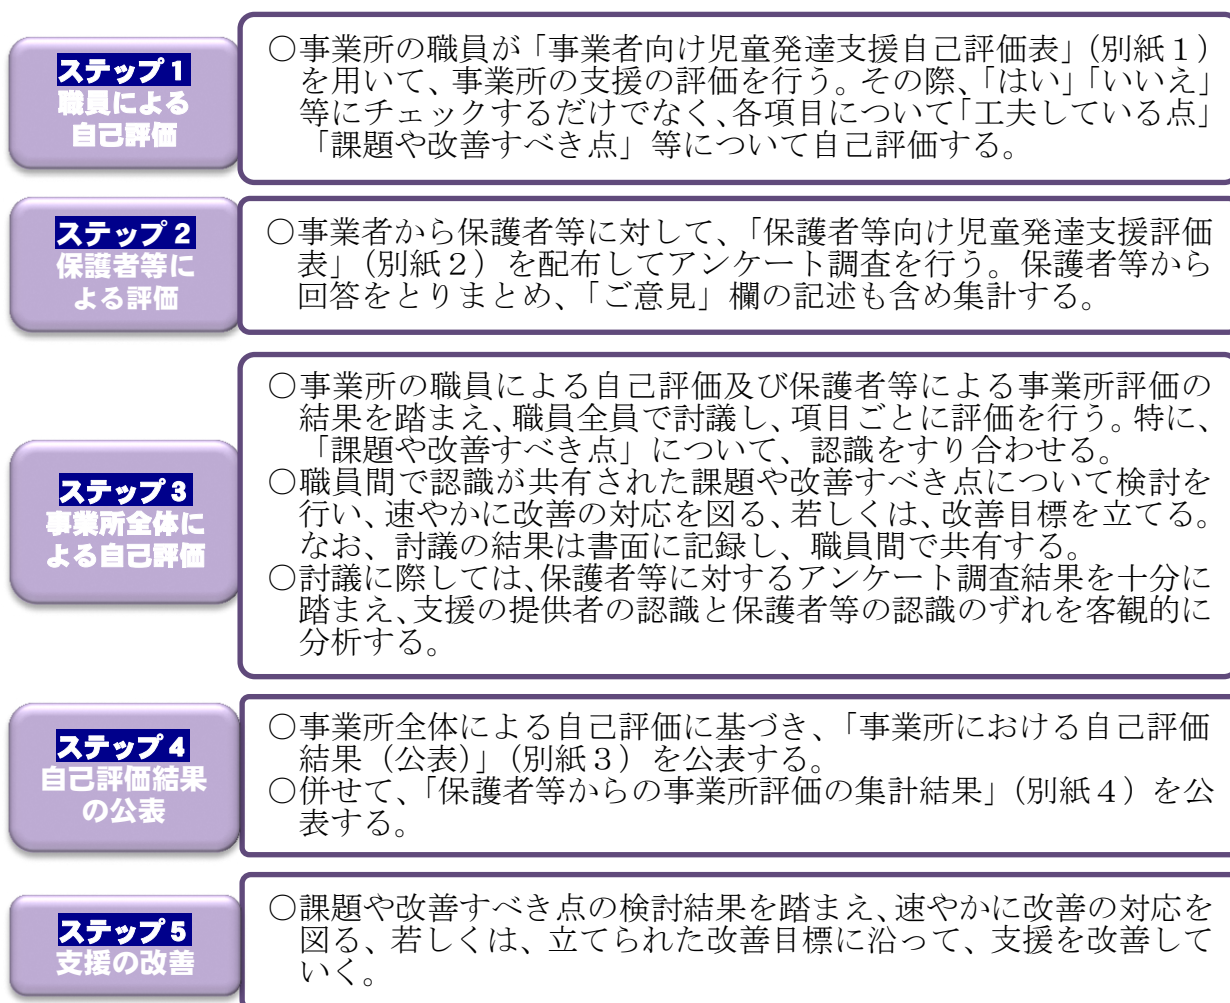 ステップ1
職員による
自己評価
○事業所の職員が「事業者向け児童発達支援自己評価表」(別紙1)
を用いて、事業所の支援の評価を行う。その際、「はい」「いいえ」
等にチェックするだけでなく、各項目について「工夫している点」
「課題や改善すべき点」等について自己評価する。
ステップ2
保護者等に
よる評価
○事業者から保護者等に対して、「保護者等向け児童発達支援評価
表」(別紙2)を配布してアンケート調査を行う。保護者等から
回答をとりまとめ、「ご意見」欄の記述も含め集計する。
ステップ3
事業所全体に
よる自己評価
○事業所の職員による自己評価及び保護者等による事業所評価の
結果を踏まえ、職員全員で討議し、項目ごとに評価を行う。特に、
「課題や改善すべき点」について、認識をすり合わせる。
○職員間で認識が共有された課題や改善すべき点について検討を
行い、速やかに改善の対応を図る、若しくは、改善目標を立てる。
なお、討議の結果は書面に記録し、職員間で共有する。
○討議に際しては、保護者等に対するアンケート調査結果を十分に
踏まえ、支援の提供者の認識と保護者等の認識のずれを客観的に
分析する。
ステップ4
自己評価結果
の公表
○事業所全体による自己評価に基づき、「事業所における自己評価
結果(公表)」(別紙3)を公表する。
○併せて、「保護者等からの事業所評価の集計結果」(別紙4)を公
表する。
ステップ5
支援の改善
○課題や改善すべき点の検討結果を踏まえ、速やかに改善の対応を
図る、若しくは、立てられた改善目標に沿って、支援を改善して
いく。